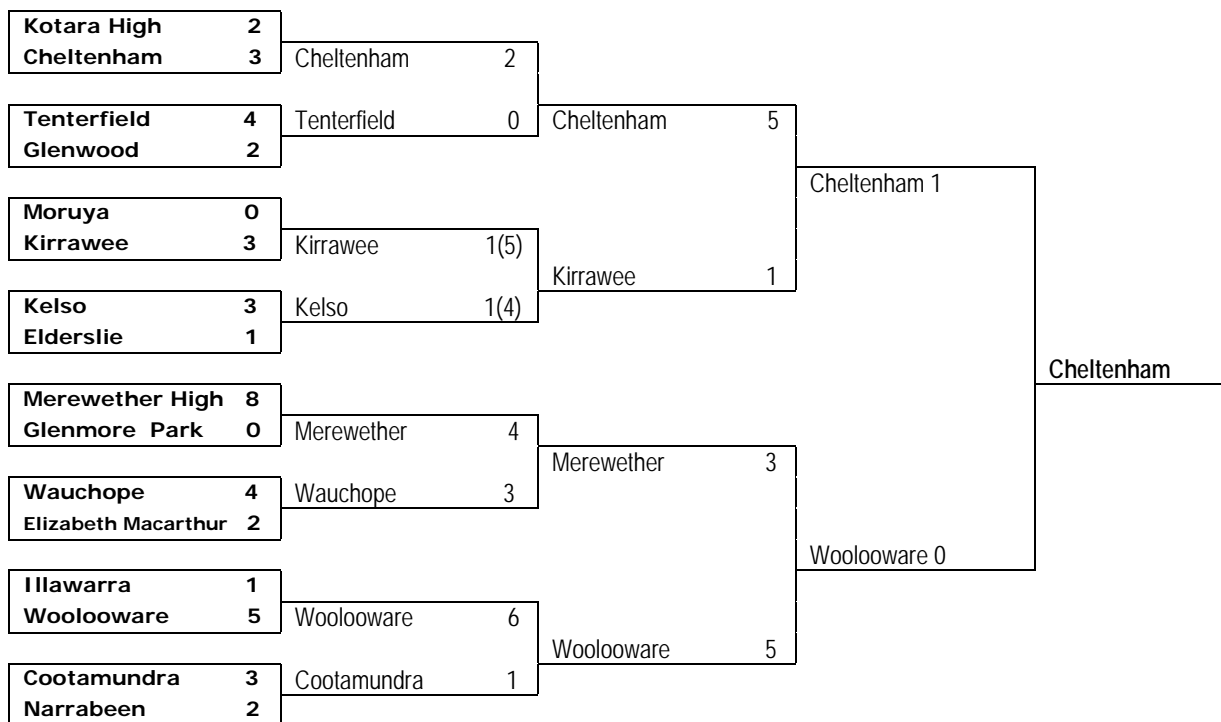 Kotara High 2
Cheltenham 3
Cheltenham 2
Tenterfield 4
Glenwood 2
Tenterfield 0
Cheltenham 5
Cheltenham 1
Moruya 0
Kirrawee 3
Kirrawee 1(5)
Kirrawee 1
Kelso 3
Elderslie 1
Kelso 1(4)
Cheltenham
Merewether High 8
Glenmore Park 0
Merewether 4
Merewether 3
Wauchope 4
Elizabeth Macarthur 2
Wauchope 3
Woolooware 0
Illawarra 1
Woolooware 5
Woolooware 6
Woolooware 5
Cootamundra 3
Narrabeen 2
Cootamundra 1